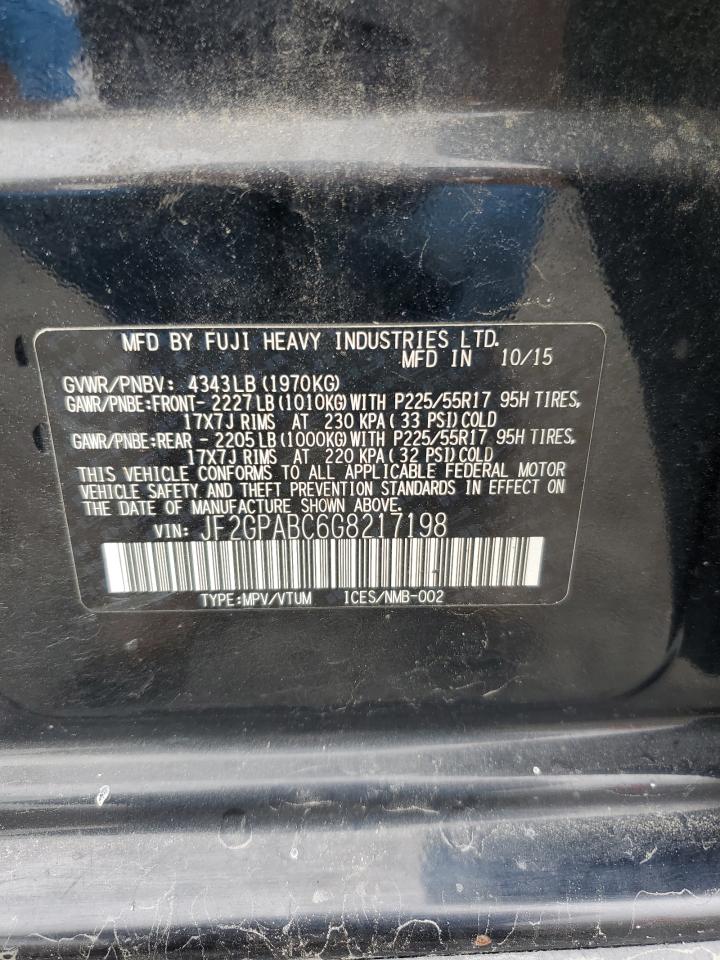 MFD BY FUJI HEAVY INDUSTRIES LTD.
MFD IN 10/15
GVWR/PNBV: 4343LB(1970KG)
GAWR/PNBE:FRONT- 2227LB(1010KG)WITH P225/55R17 95H TIRES,
17X7J RIMS AT 230 KPA(33 PSI)COLD
GAWR/PNBE:REAR - 2205LB(1000KG)WITH P225/55R17 95H TIRES,
17X7J RIMS AT 220 KPA(32 PSI)COLD
THIS VEHICLE CONFORMS TO ALL APPLICABLE FEDERAL MOTOR
VEHICLE SAFETY AND THEFT PREVENTION STANDARDS IN EFFECT ON
THE DATE OF MANUFACTURE SHOWN ABOVE.
VIN: JF2GPABC6G8217198
TYPE:MPV/VTUM ICES/NMB-002